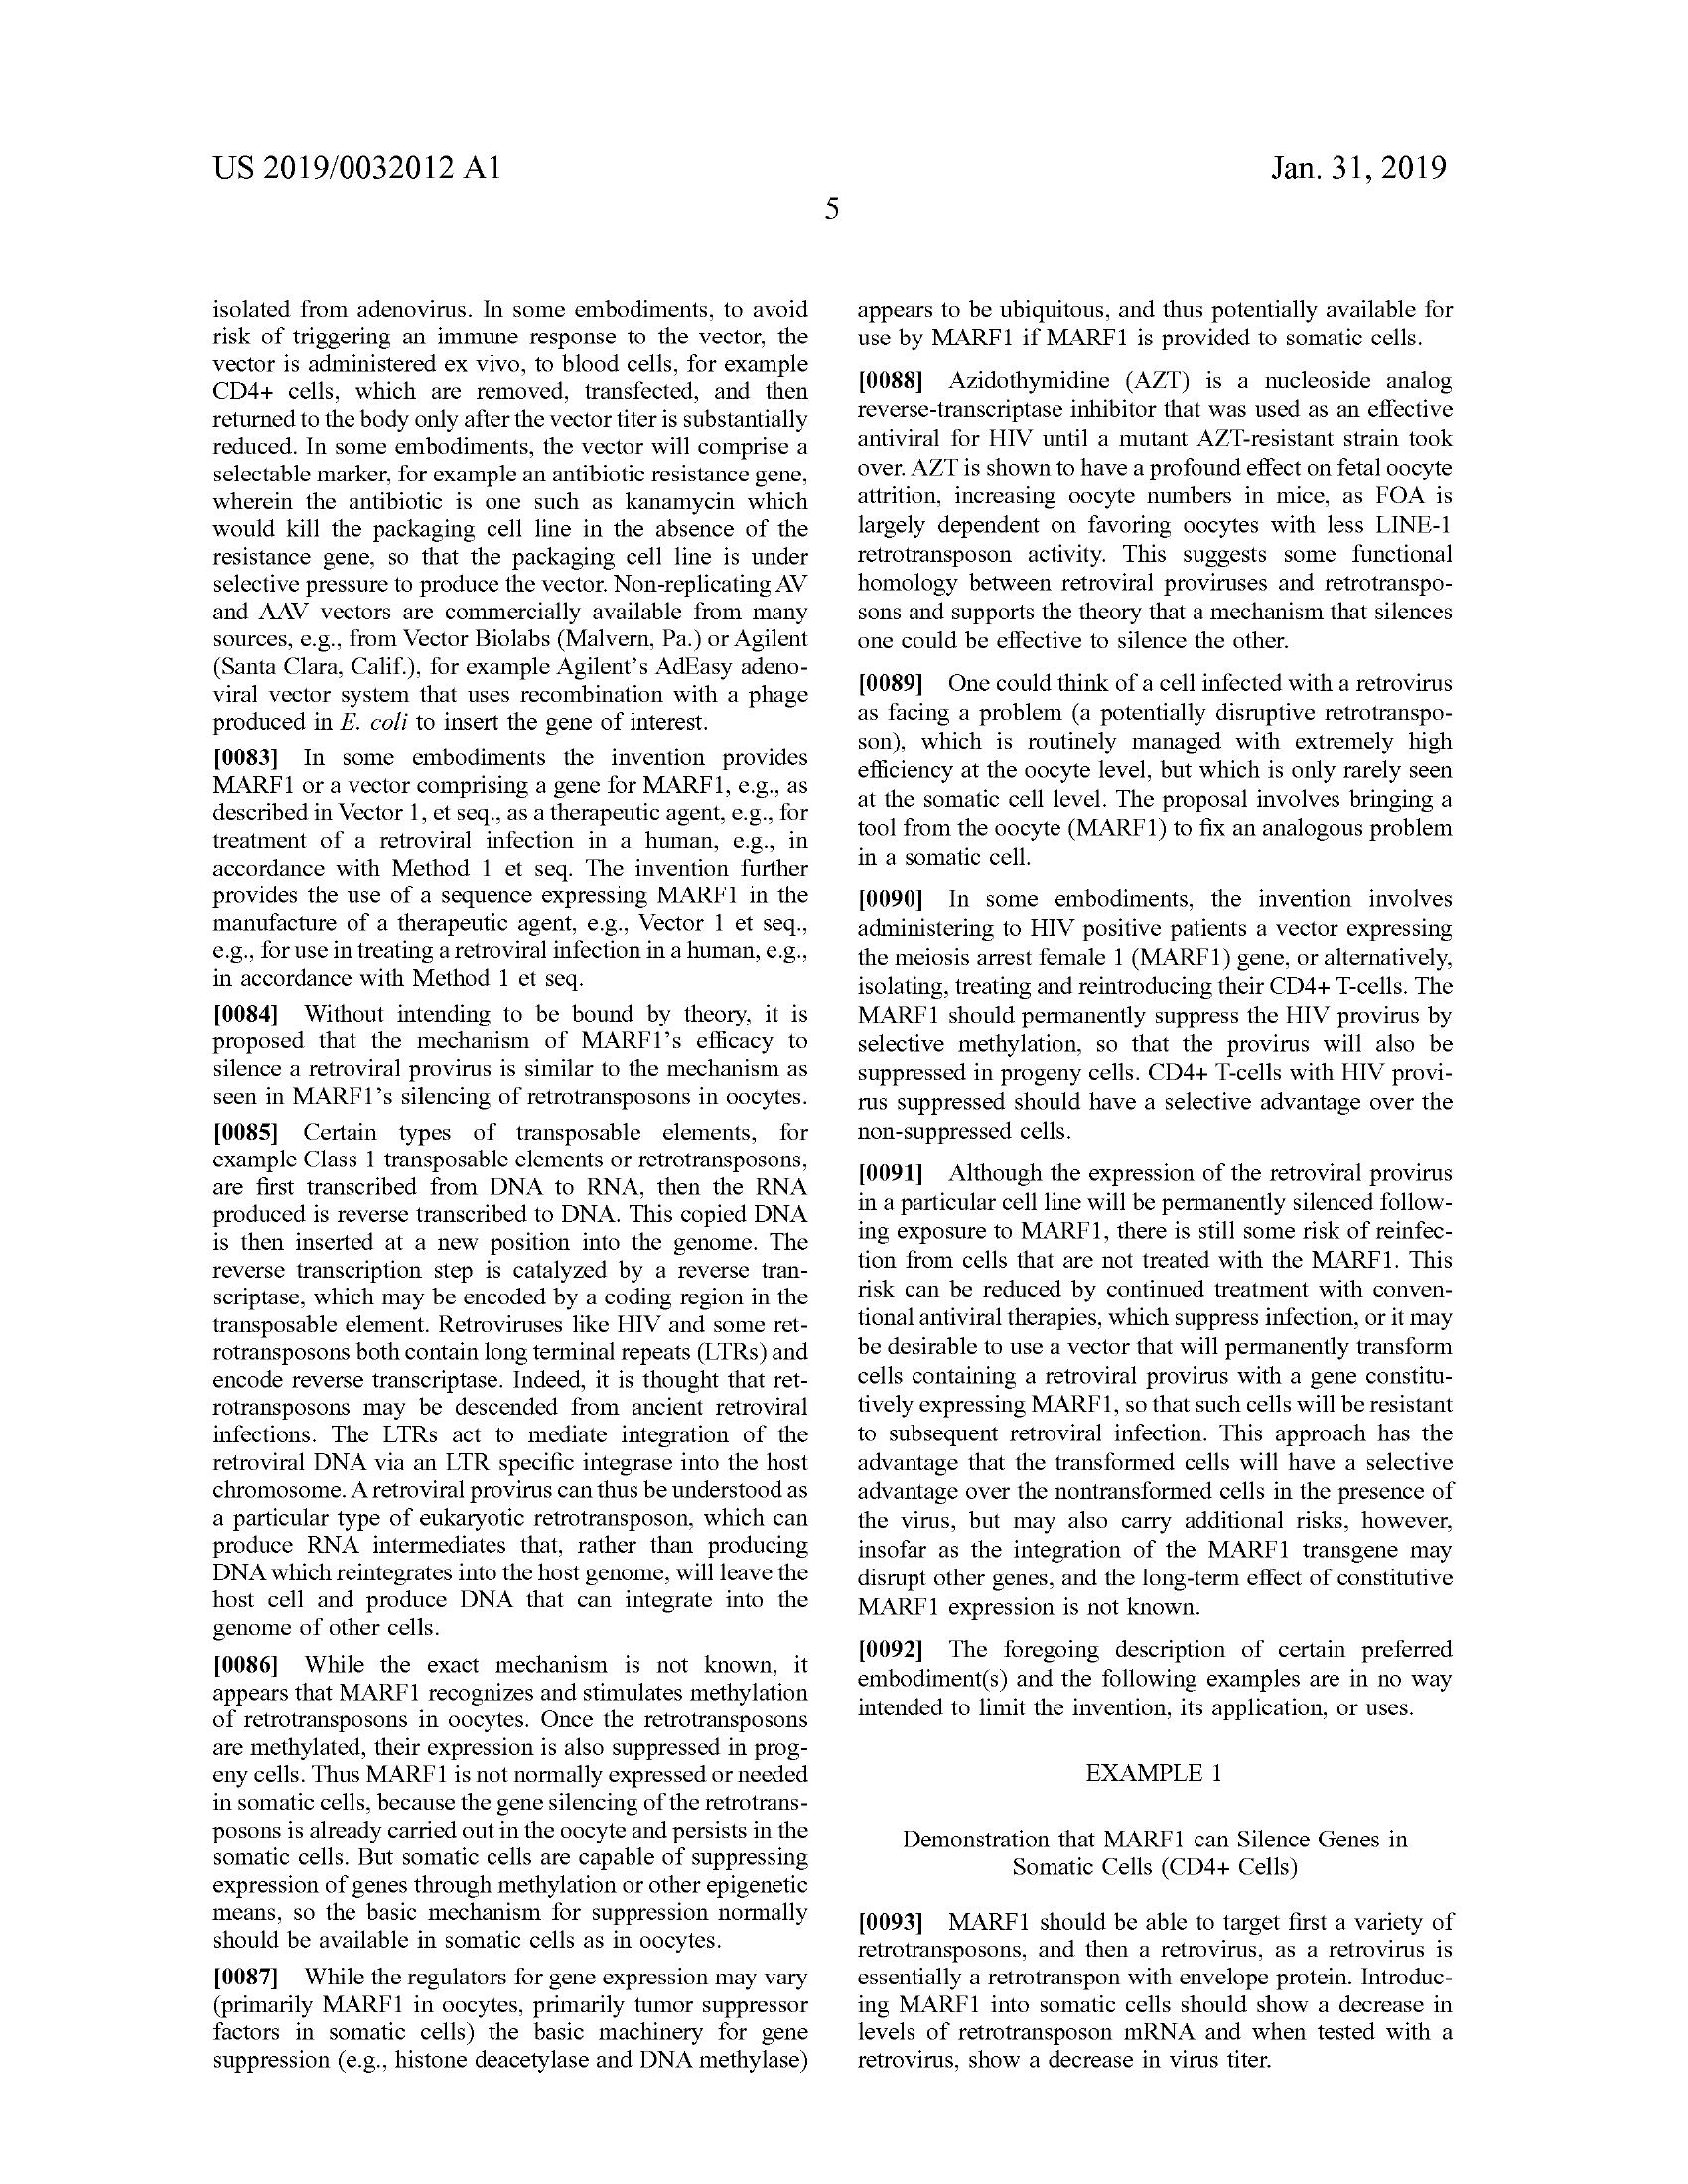 US 2019/0032012 A1
Jan. 31, 2019
5
isolated from adenovirus. In some embodiments, to avoid
risk of triggering an immune response to the vector, the
vector is administered ex vivo, to blood cells, for example
CD4+ cells, which are removed, transfected, and then
returned to the body only after the vector titer is substantially
reduced. In some embodiments, the vector will comprise a
selectable marker, for example an antibiotic resistance gene,
wherein the antibiotic is one such as kanamycin which
would kill the packaging cell line in the absence of the
resistance gene, so that the packaging cell line is under
selective pressure to produce the vector. Non-replicating AV
and AAV vectors are commercially available from many
sources, e.g., from Vector Biolabs (Malvern, Pa.) or Agilent
(Santa Clara, Calif.), for example Agilent's AdEasy adeno-
viral vector system that uses recombination with a phage
produced in E. coli to insert the gene of interest.
[0083] In some embodiments the invention provides
MARF1 or a vector comprising a gene for MARF1, e.g., as
described in Vector 1, et seq., as a therapeutic agent, e.g., for
treatment of a retroviral infection in a human, e.g., in
accordance with Method 1 et seq. The invention further
provides the use of a sequence expressing MARF1 in the
manufacture of a therapeutic agent, e.g., Vector 1 et seq.,
e.g., for use in treating a retroviral infection in a human, e.g.,
in accordance with Method 1 et seq.
[0084] Without intending to be bound by theory, it is
proposed that the mechanism of MARF1's efficacy to
silence a retroviral provirus is similar to the mechanism as
seen in MARF1's silencing of retrotransposons in oocytes.
[0085] Certain types of transposable elements, for
example Class 1 transposable elements or retrotransposons,
are first transcribed from DNA to RNA, then the RNA
produced is reverse transcribed to DNA. This copied DNA
is then inserted at a new position into the genome. The
reverse transcription step is catalyzed by a reverse tran-
scriptase, which may be encoded by a coding region in the
transposable element. Retroviruses like HIV and some ret-
rotransposons both contain long terminal repeats (LTRs) and
encode reverse transcriptase. Indeed, it is thought that ret-
rotransposons may be descended from ancient retroviral
infections. The LTRs act to mediate integration of the
retroviral DNA via an LTR specific integrase into the host
chromosome. A retroviral provirus can thus be understood as
a particular type of eukaryotic retrotransposon, which can
produce RNA intermediates that, rather than producing
DNA which reintegrates into the host genome, will leave the
host cell and produce DNA that can integrate into the
genome of other cells.
[0086] While the exact mechanism is not known, it
appears that MARF1 recognizes and stimulates methylation
of retrotransposons in oocytes. Once the retrotransposons
are methylated, their expression is also suppressed in prog-
eny cells. Thus MARF1 is not normally expressed or needed
in somatic cells, because the gene silencing of the retrotrans-
posons is already carried out in the oocyte and persists in the
somatic cells. But somatic cells are capable of suppressing
expression of genes through methylation or other epigenetic
means, so the basic mechanism for suppression normally
should be available in somatic cells as in oocytes.
[0087] While the regulators for gene expression may vary
(primarily MARF1 in oocytes, primarily tumor suppressor
factors in somatic cells) the basic machinery for gene
suppression (e.g., histone deacetylase and DNA methylase)
appears to be ubiquitous, and thus potentially available for
use by MARF1 if MARF1 is provided to somatic cells.
[0088] Azidothymidine (AZT) is a nucleoside analog
reverse-transcriptase inhibitor that was used as an effective
antiviral for HIV until a mutant AZT-resistant strain took
over. AZT is shown to have a profound effect on fetal oocyte
attrition, increasing oocyte numbers in mice, as FOA is
largely dependent on favoring oocytes with less LINE-1
retrotransposon activity. This suggests some functional
homology between retroviral proviruses and retrotranspo-
sons and supports the theory that a mechanism that silences
one could be effective to silence the other.
[0089] One could think of a cell infected with a retrovirus
as facing a problem (a potentially disruptive retrotranspo-
son), which is routinely managed with extremely high
efficiency at the oocyte level, but which is only rarely seen
at the somatic cell level. The proposal involves bringing a
tool from the oocyte (MARF1) to fix an analogous problem
in a somatic cell.
[0090] In some embodiments, the invention involves
administering to HIV positive patients a vector expressing
the meiosis arrest female 1 (MARF1) gene, or alternatively,
isolating, treating and reintroducing their CD4+ T-cells. The
MARF1 should permanently suppress the HIV provirus by
selective methylation, so that the provirus will also be
suppressed in progeny cells. CD4+ T-cells with HIV provi-
rus suppressed should have a selective advantage over the
non-suppressed cells.
[0091] Although the expression of the retroviral provirus
in a particular cell line will be permanently silenced follow-
ing exposure to MARF1, there is still some risk of reinfec-
tion from cells that are not treated with the MARF1. This
risk can be reduced by continued treatment with conven-
tional antiviral therapies, which suppress infection, or it may
be desirable to use a vector that will permanently transform
cells containing a retroviral provirus with a gene constitu-
tively expressing MARF1, so that such cells will be resistant
to subsequent retroviral infection. This approach has the
advantage that the transformed cells will have a selective
advantage over the nontransformed cells in the presence of
the virus, but may also carry additional risks, however,
insofar as the integration of the MARF1 transgene may
disrupt other genes, and the long-term effect of constitutive
MARF1 expression is not known.
[0092] The foregoing description of certain preferred
embodiment(s) and the following examples are in no way
intended to limit the invention, its application, or uses.
EXAMPLE 1
Demonstration that MARF1 can Silence Genes in
Somatic Cells (CD4+ Cells)
[0093] MARF1 should be able to target first a variety of
retrotransposons, and then a retrovirus, as a retrovirus is
essentially a retrotranspon with envelope protein. Introduc-
ing MARF1 into somatic cells should show a decrease in
levels of retrotransposon mRNA and when tested with a
retrovirus, show a decrease in virus titer.